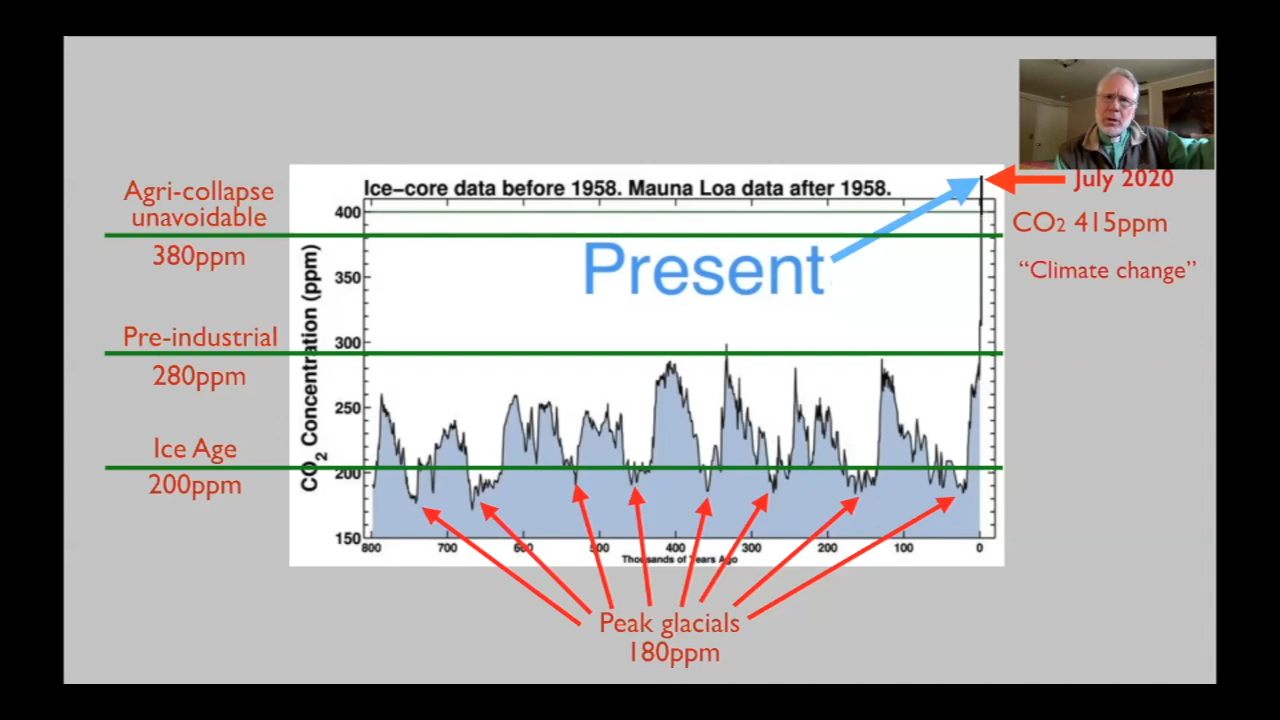 Ice-core data before 1958. Mauna Loa data after 1958.
Agri-collapse
unavoidable
380ppm
Pre-industrial
280ppm
Ice Age
200ppm
CO2 Concentration (ppm)
400
350
300
250
200
150
Present
July 2020
CO2 415ppm
“Climate change”
800 700 600 500 400 300 200 100 0
Thousands of Years Ago
Peak glacials
180ppm